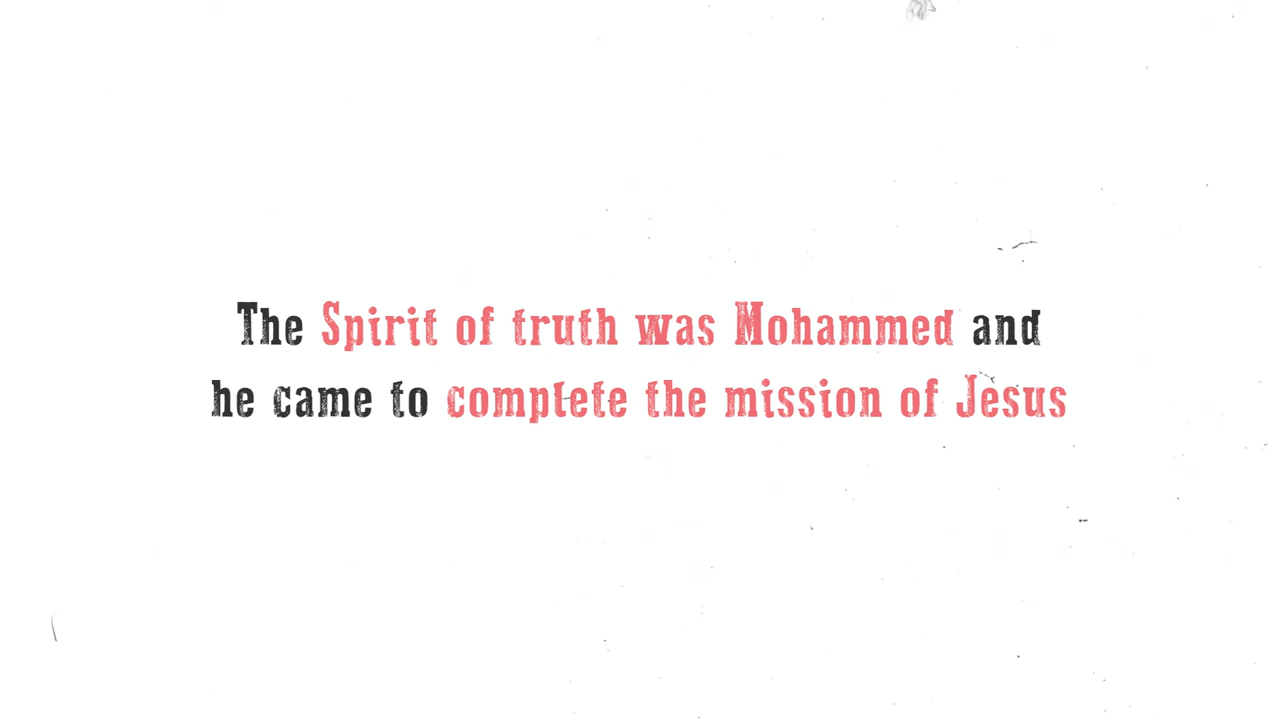 The Spirit of truth was Mohammed and
he came to complete the mission of Jesus